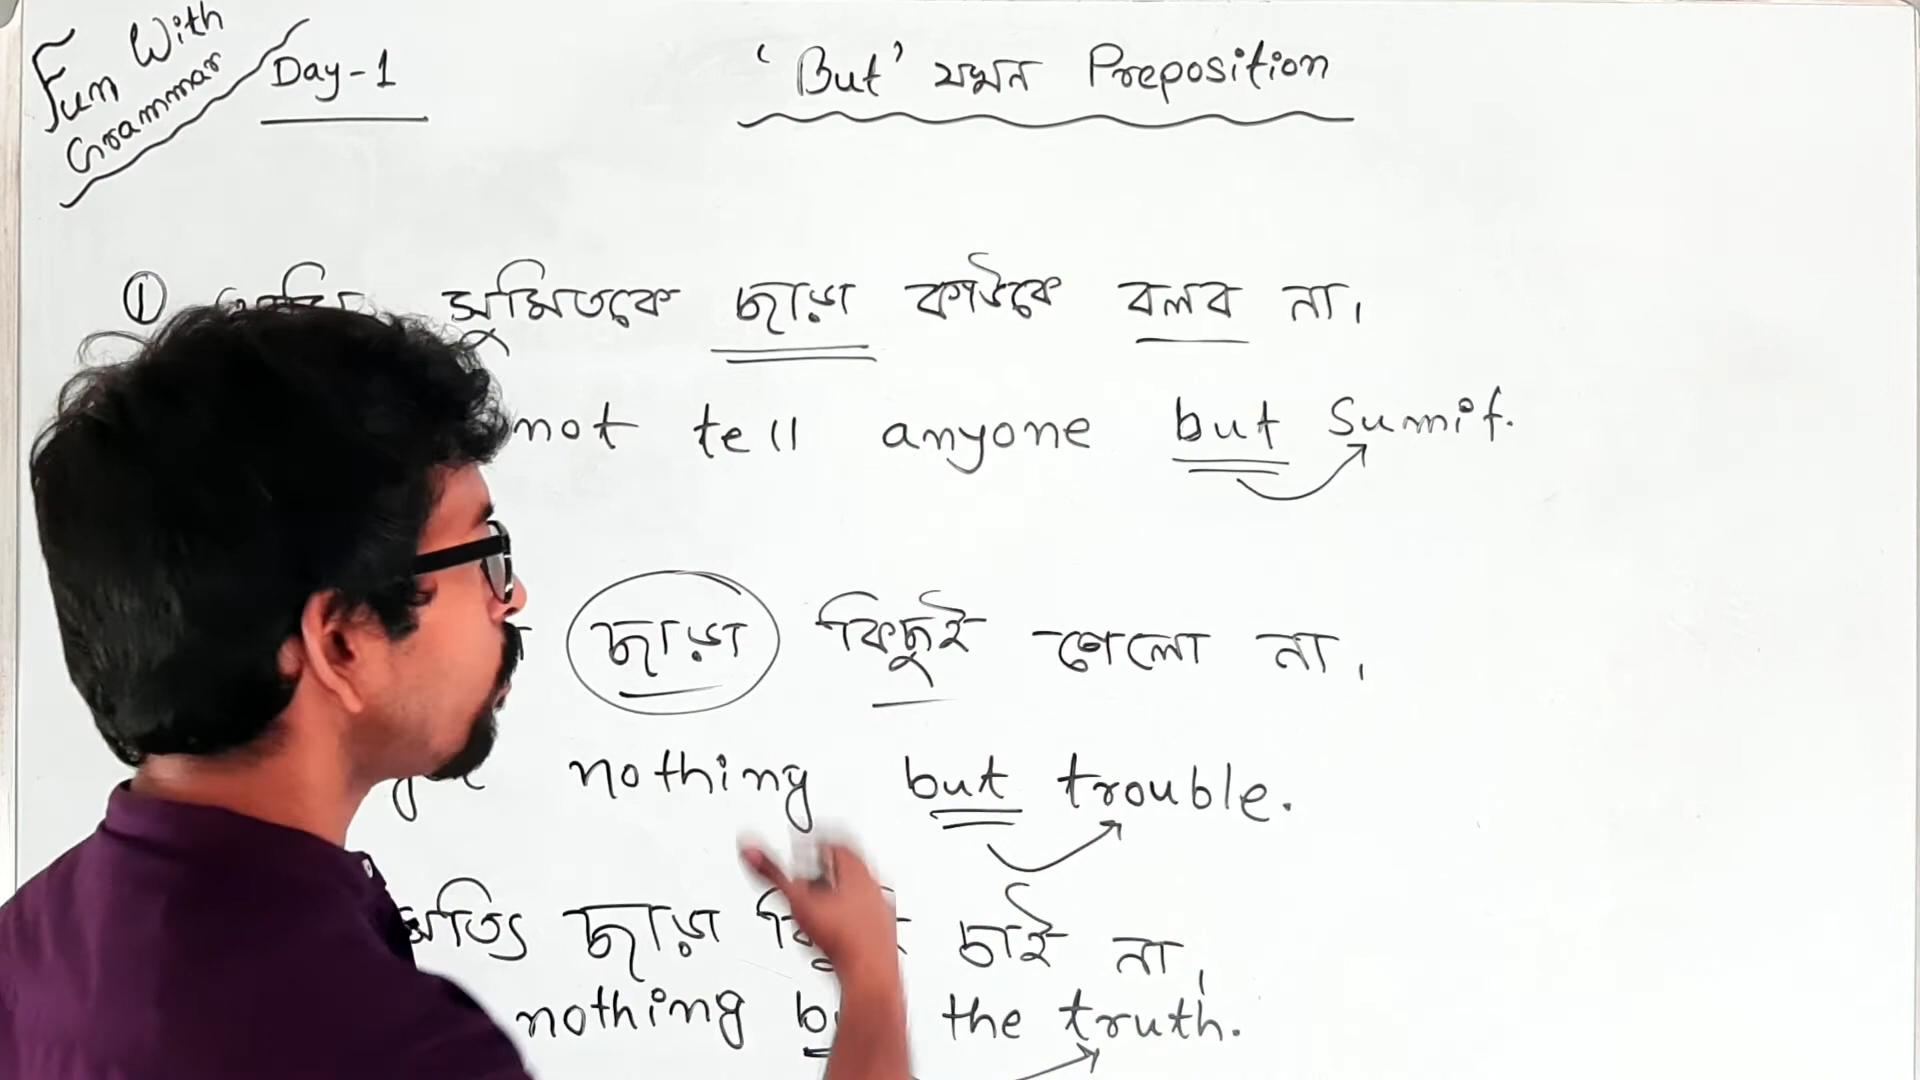 Fun With
Grammar
Day-1
'But' যখন Preposition
① সুমিতকে ছাড়া কাউকে বলব না।
not tell anyone but Sumit.
ছাড়া কিছুই পেলো না।
nothing but trouble.
সত্যি ছাড়া চাই না।
nothing the truth.